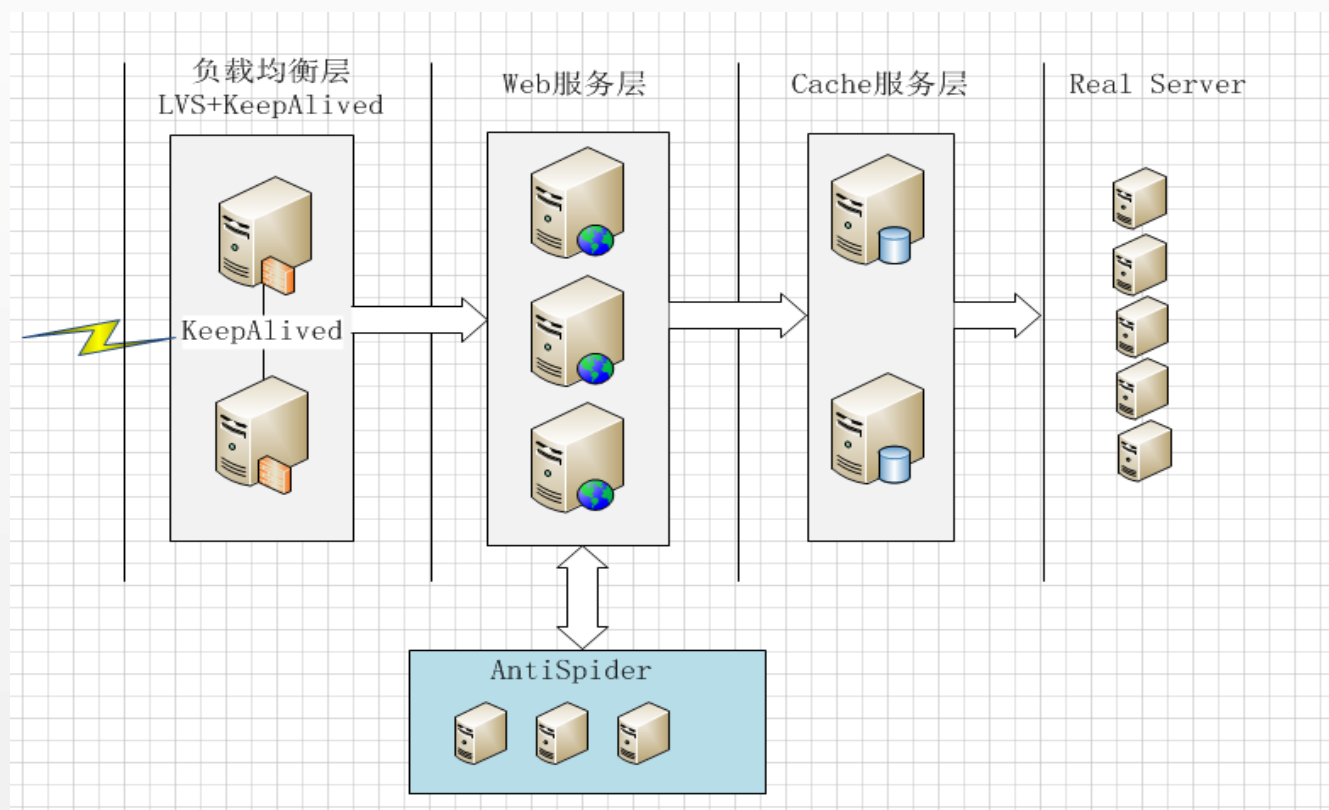 负载均衡层
LVS+KeepAlived
Web服务层
Cache服务层
Real Server
KeepAlived
AntiSpider